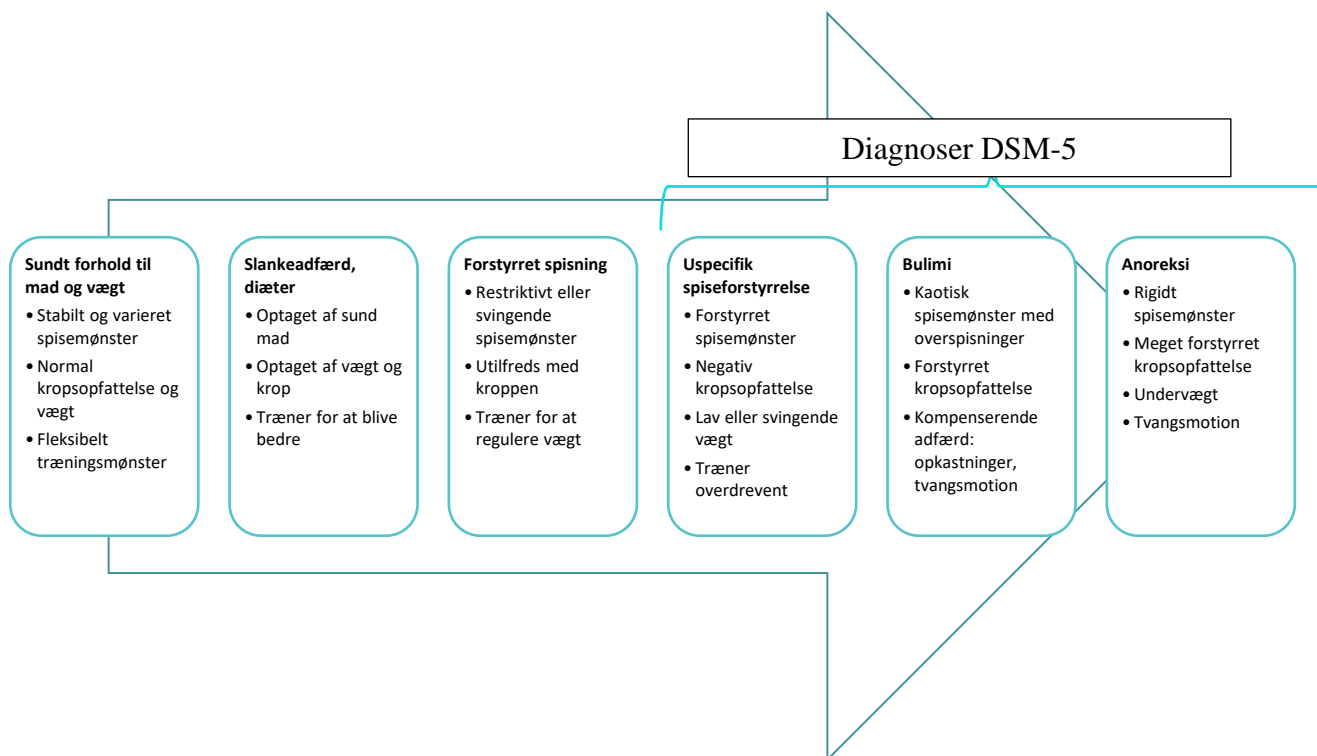 Diagnoser DSM-5
Sundt forhold til
mad og vægt
• Stabilt og varieret
spisemønster
• Normal
kropsopfattelse og
vægt
• Fleksibelt
træningsmønster
Slankeadfærd,
diæter
• Optaget af sund
mad
• Optaget af vægt og
krop
• Træner for at blive
bedre
Forstyrret spisning
• Restriktivt eller
svingende
spisemønster
• Utilfreds med
kroppen
• Træner for at
regulere vægt
Uspecifik
spiseforstyrrelse
• Forstyrret
spisemønster
• Negativ
kropsopfattelse
• Lav eller svingende
vægt
• Træner
overdrevent
Bulimi
• Kaotisk
spisemønster med
overspisninger
• Forstyrret
kropsopfattelse
• Kompenserende
adfærd:
opkastninger,
tvangsmotion
Anoreksi
• Rigidt
spisemønster
• Meget forstyrret
kropsopfattelse
• Undervægt
• Tvangsmotion